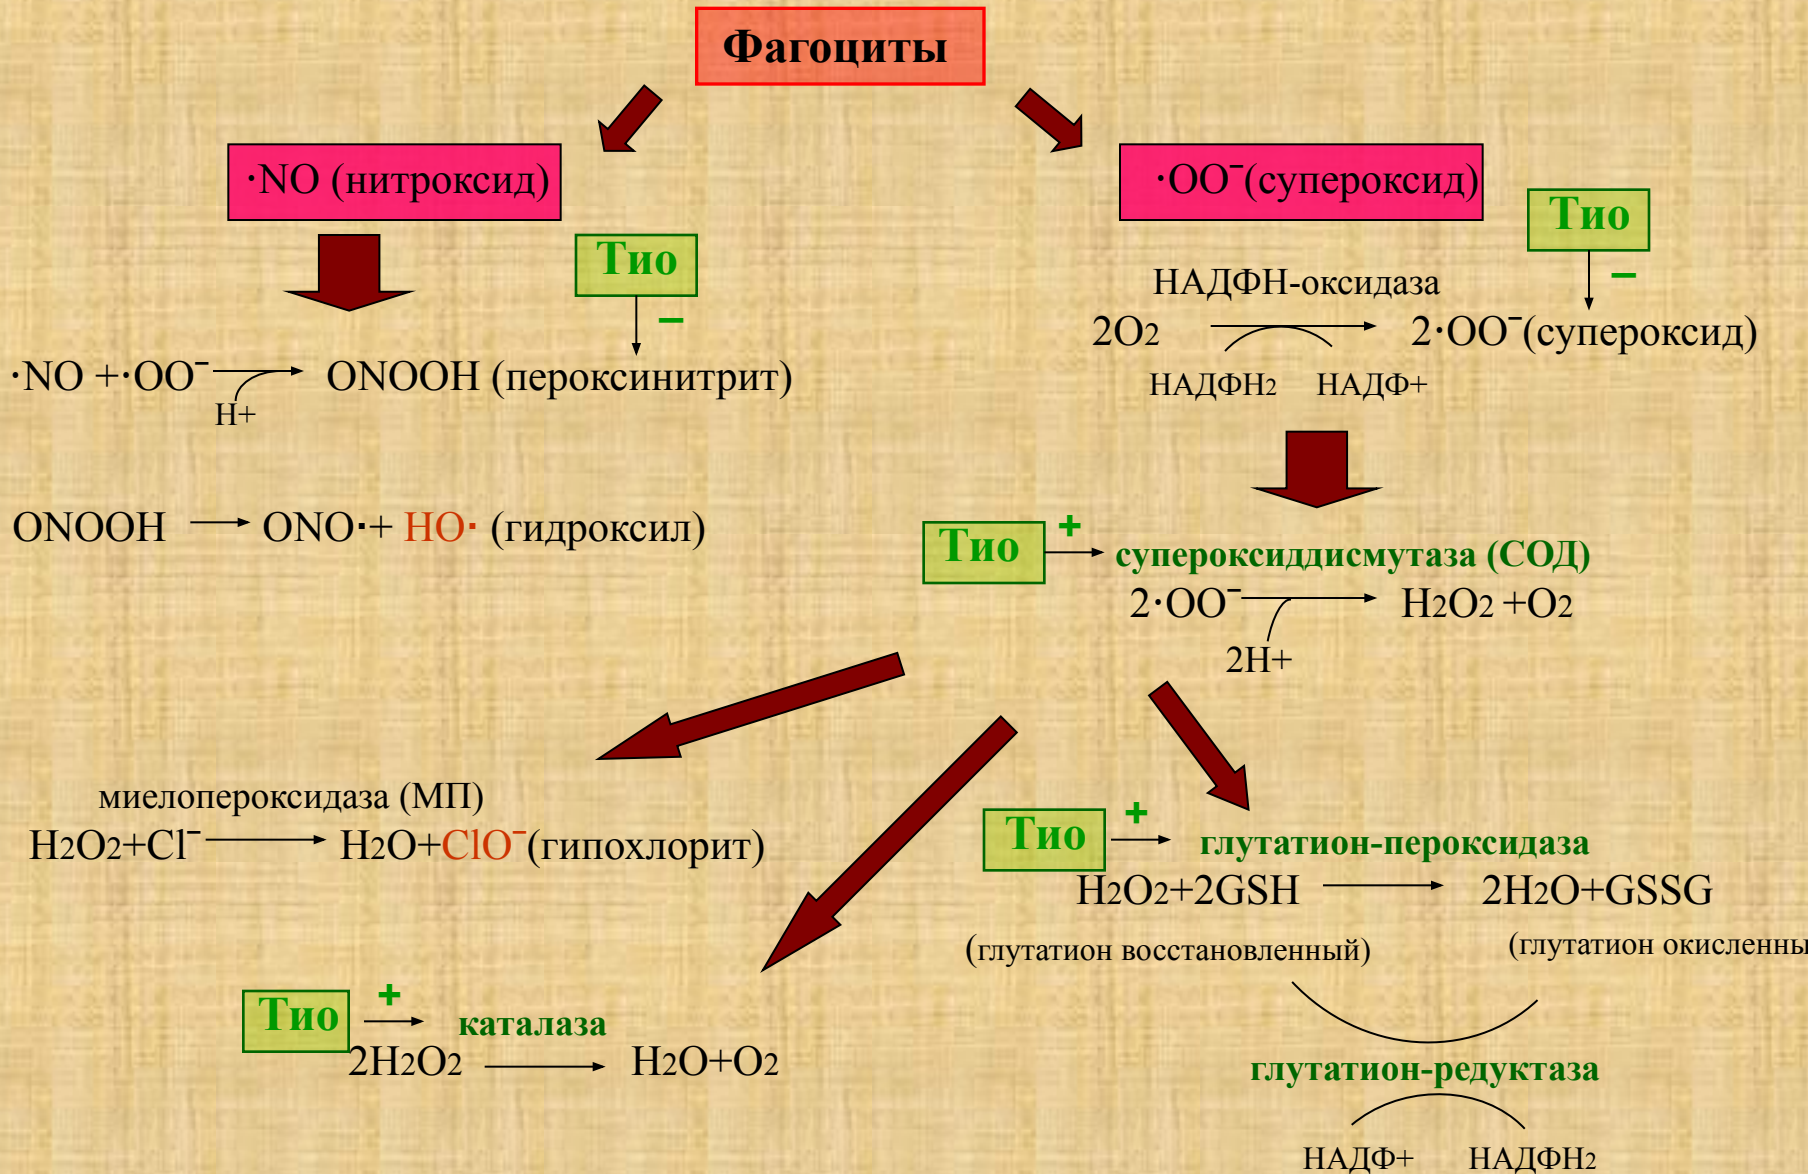 Фагоциты
·NO (нитроксид)
·OO⁻(супероксид)
Тио
Тио
–
–
НАДФН-оксидаза
2O2 2·OO⁻(супероксид)
НАДФН2 НАДФ+
·NO +·OO⁻ ONOOH (пероксинитрит)
H+
ONOOH ONO·+ HO· (гидроксил)
Тио + супероксиддисмутаза (СОД)
2·OO⁻ H2O2 +O2
2H+
миелопероксидаза (МП)
H2O2+Cl⁻ H2O+ClO⁻(гипохлорит)
Тио + глутатион-пероксидаза
H2O2+2GSH 2H2O+GSSG
(глутатион восстановленный) (глутатион окисленны
Тио + каталаза
2H2O2 H2O+O2
глутатион-редуктаза
НАДФ+ НАДФН2